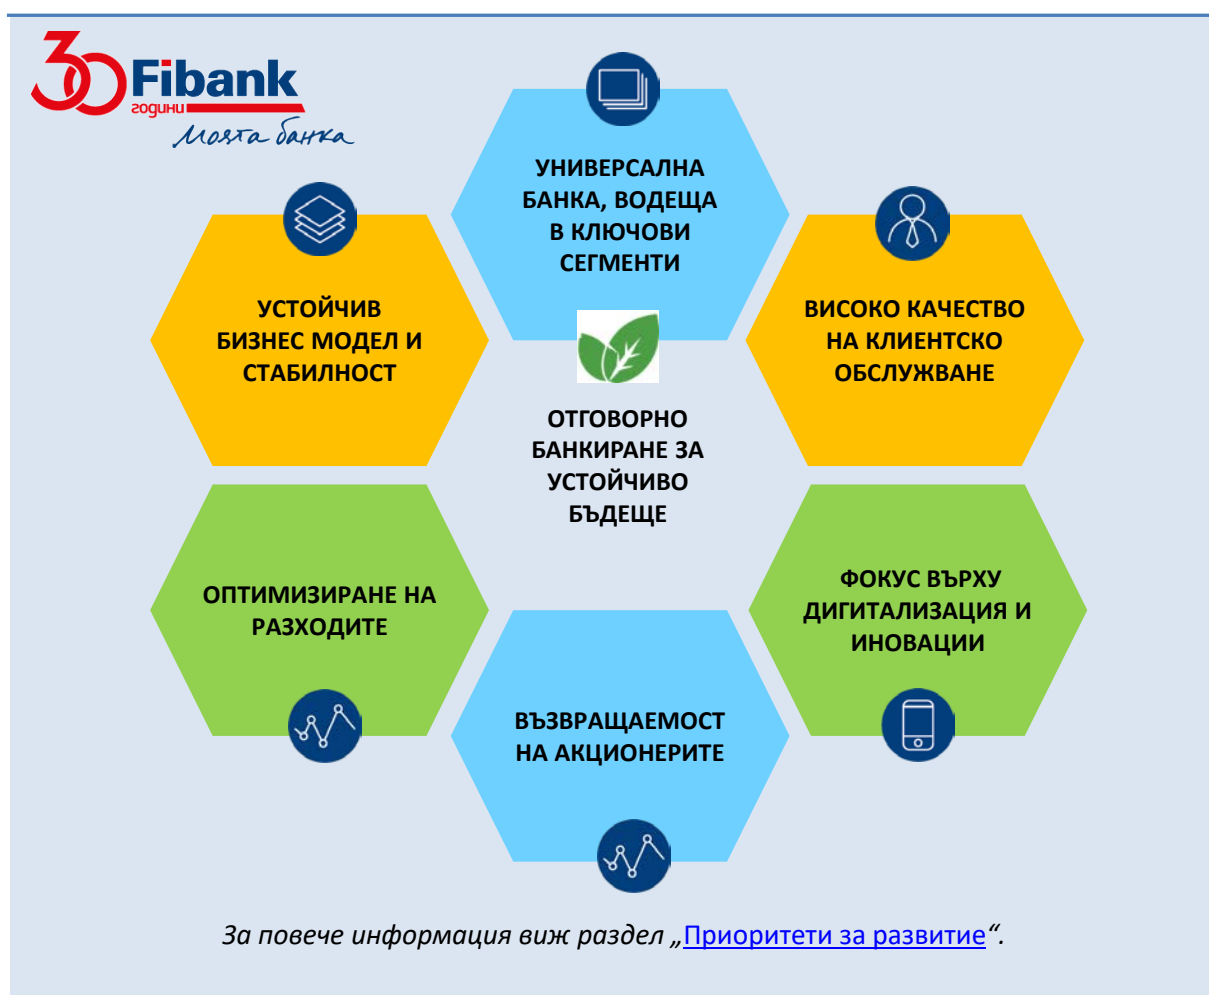 30 Fibank
години
Моята банка
УНИВЕРСАЛНА
БАНКА, ВОДЕЩА
В КЛЮЧОВИ
СЕГМЕНТИ
УСТОЙЧИВ
БИЗНЕС МОДЕЛ И
СТАБИЛНОСТ
ВИСОКО КАЧЕСТВО
НА КЛИЕНТСКО
ОБСЛУЖВАНЕ
ОТГОВОРНО
БАНКИРАНЕ ЗА
УСТОЙЧИВО
БЪДЕЩЕ
ОПТИМИЗИРАНЕ НА
РАЗХОДИТЕ
ФОКУС ВЪРХУ
ДИГИТАЛИЗАЦИЯ И
ИНОВАЦИИ
ВЪЗВРАЩАЕМОСТ
НА АКЦИОНЕРИТЕ
За повече информация виж раздел „Приоритети за развитие“.